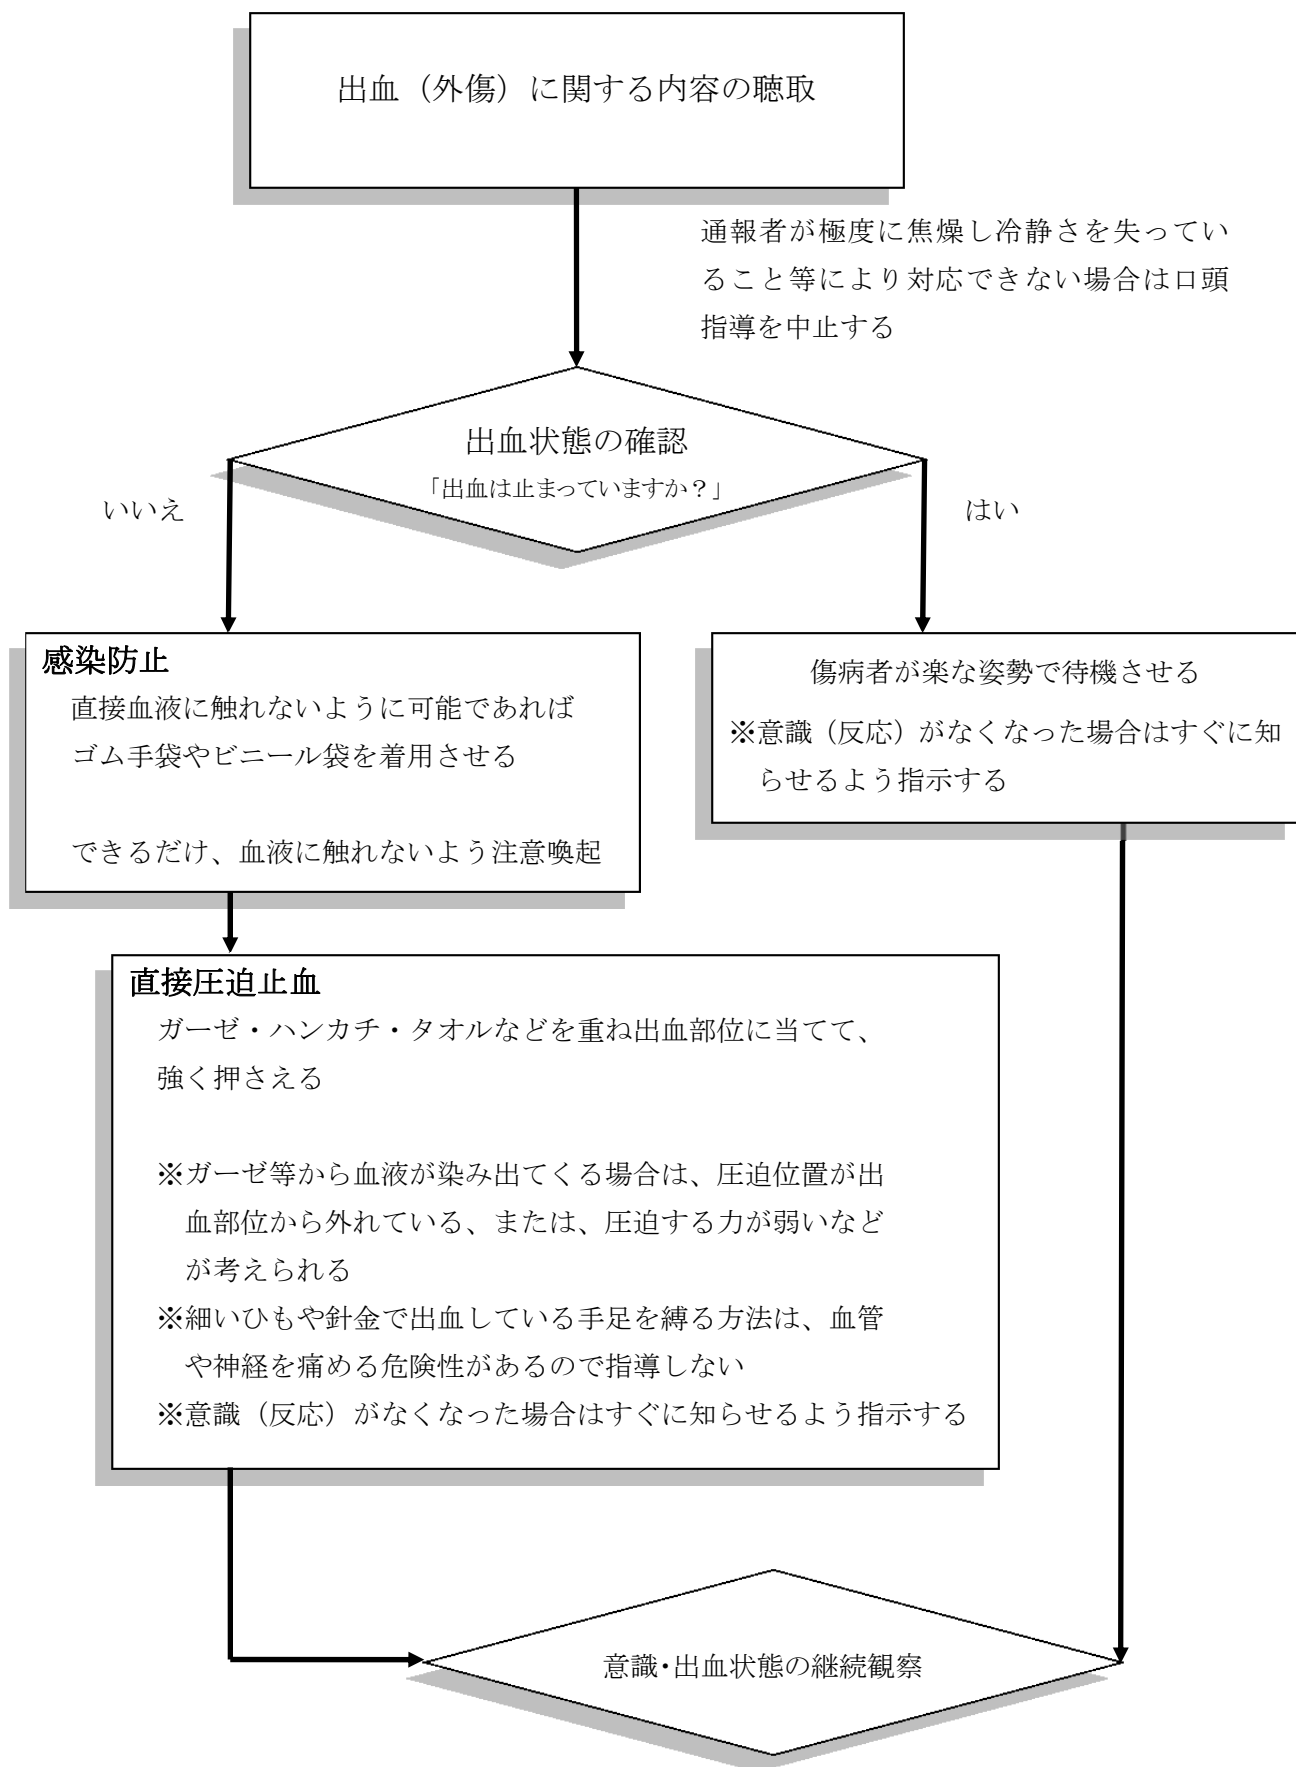 出血（外傷）に関する内容の聴取
通報者が極度に焦燥し冷静さを失ってい
ること等により対応できない場合は口頭
指導を中止する
出血状態の確認
「出血は止まっていますか？」
いいえ
はい
感染防止
直接血液に触れないように可能であれば
ゴム手袋やビニール袋を着用させる
できるだけ、血液に触れないよう注意喚起
傷病者が楽な姿勢で待機させる
※意識（反応）がなくなった場合はすぐに知
らせるよう指示する
直接圧迫止血
ガーゼ・ハンカチ・タオルなどを重ね出血部位に当てて、
強く押さえる
※ガーゼ等から血液が染み出てくる場合は、圧迫位置が出
血部位から外れている、または、圧迫する力が弱いなど
が考えられる
※細いひもや針金で出血している手足を縛る方法は、血管
や神経を痛める危険性があるので指導しない
※意識（反応）がなくなった場合はすぐに知らせるよう指示する
意識・出血状態の継続観察